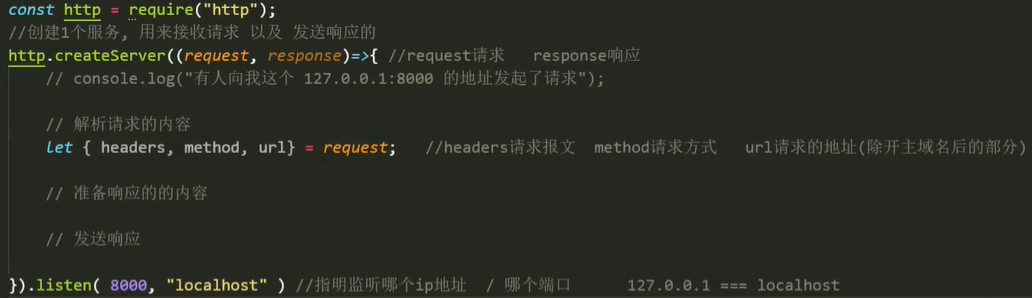 const http = require("http");
//创建1个服务, 用来接收请求 以及 发送响应的
http.createServer((request, response)=>{ //request请求   response响应
    // console.log("有人向我这个 127.0.0.1:8000 的地址发起了请求");
    // 解析请求的内容
    let { headers, method, url} = request;   //headers请求报文  method请求方式   url请求的地址(除开主域名后的部分)
    // 准备响应的的内容
    // 发送响应
}).listen( 8000, "localhost" ) //指明监听哪个ip地址  / 哪个端口      127.0.0.1 === localhost